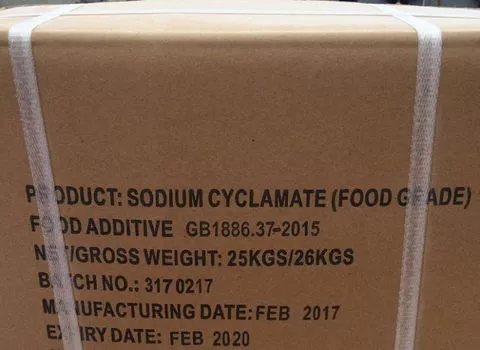 PRODUCT: SODIUM CYCLAMATE (FOOD GRADE)
FOOD ADDITIVE GB1886.37-2015
NET/GROSS WEIGHT: 25KGS/26KGS
BATCH NO.: 3170217
MANUFACTURING DATE: FEB 2017
EXPIRY DATE: FEB 2020